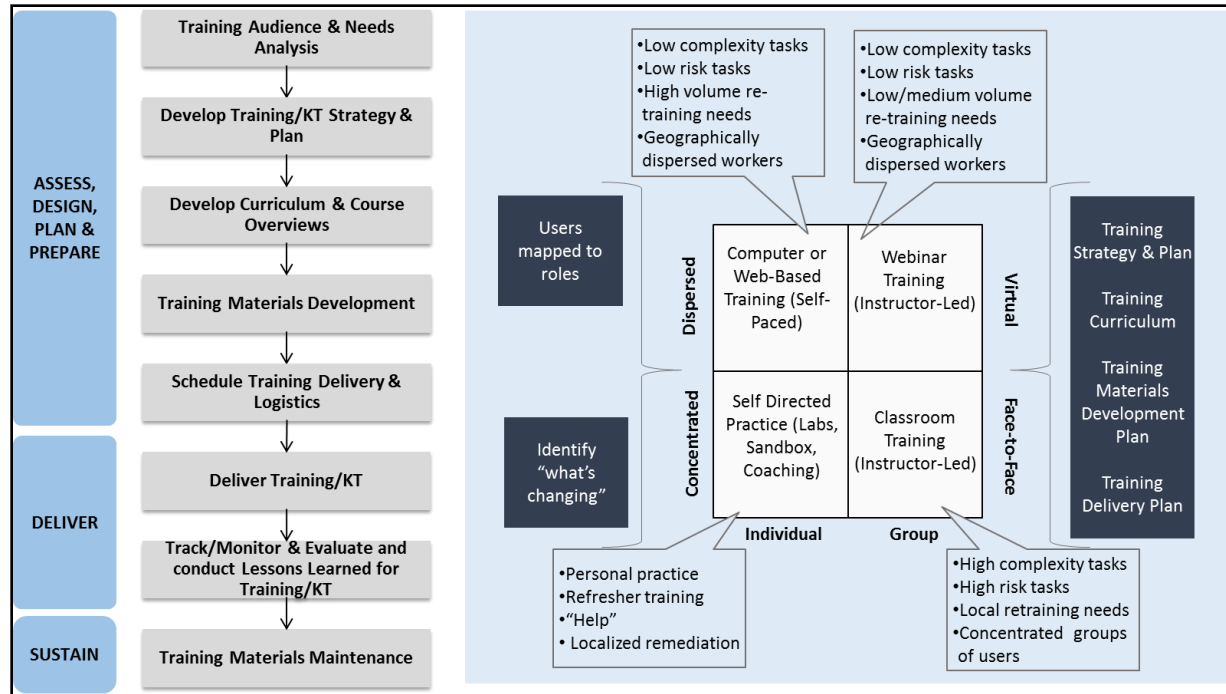 ASSESS,
DESIGN,
PLAN &
PREPARE
DELIVER
SUSTAIN
Training Audience & Needs
Analysis
Develop Training/KT Strategy &
Plan
Develop Curriculum & Course
Overviews
Training Materials Development
Schedule Training Delivery &
Logistics
Deliver Training/KT
Track/Monitor & Evaluate and
conduct Lessons Learned for
Training/KT
Training Materials Maintenance
•Low complexity tasks
•Low risk tasks
•High volume re-
training needs
•Geographically
dispersed workers
•Low complexity tasks
•Low risk tasks
•Low/medium volume
re-training needs
•Geographically
dispersed workers
Users
mapped to
roles
Identify
“what’s
changing”
Dispersed
Concentrated
Computer or
Web-Based
Training (Self-
Paced)
Webinar
Training
(Instructor-Led)
Self Directed
Practice (Labs,
Sandbox,
Coaching)
Classroom
Training
(Instructor-Led)
Individual
Group
Virtual
Face-to-Face
Training
Strategy & Plan
Training
Curriculum
Training
Materials
Development
Plan
Training
Delivery Plan
•Personal practice
•Refresher training
•“Help”
• Localized remediation
•High complexity tasks
•High risk tasks
•Local retraining needs
•Concentrated groups
of users